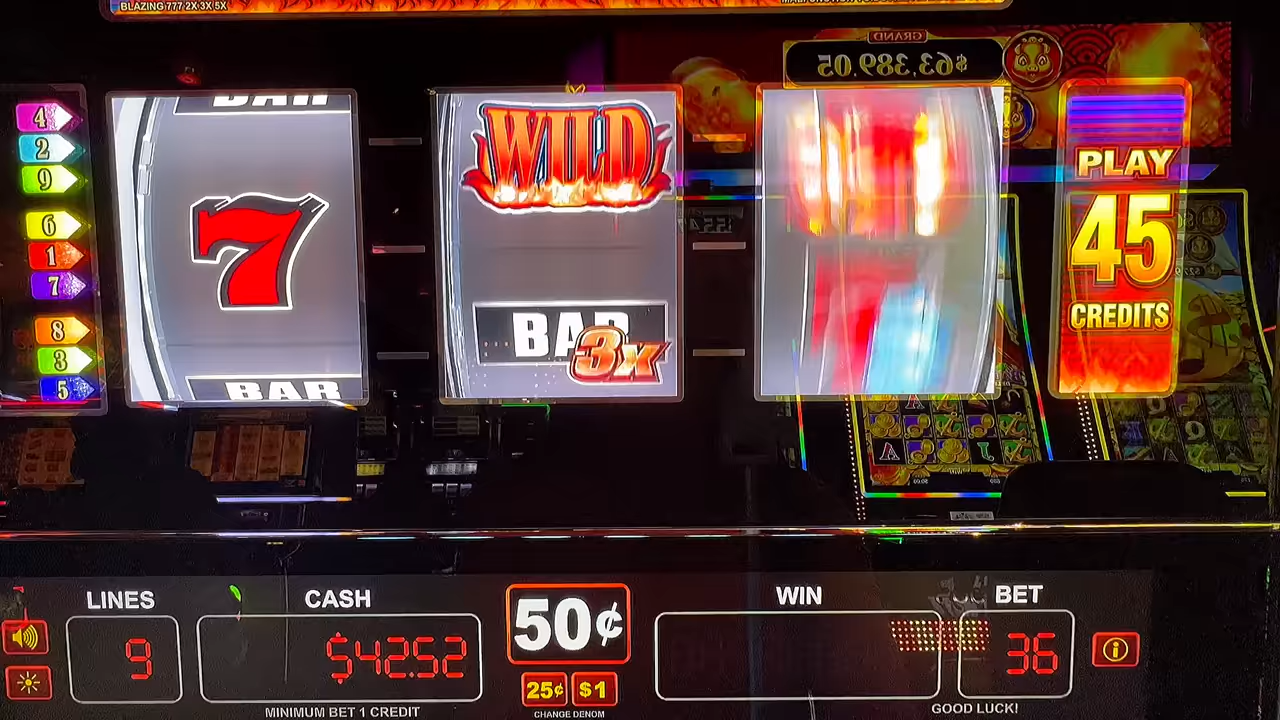 BLAZING 777 2X 3X 5X
GRAND
$63,389.05
4
2
9
6
1
7
8
3
5
BAR
7
BAR
WILD
BAR
3x
PLAY
45
CREDITS
LINES
9
CASH
$42.52
MINIMUM BET 1 CREDIT
50¢
25¢
$1
CHANGE DENOM
WIN
BET
36
GOOD LUCK!